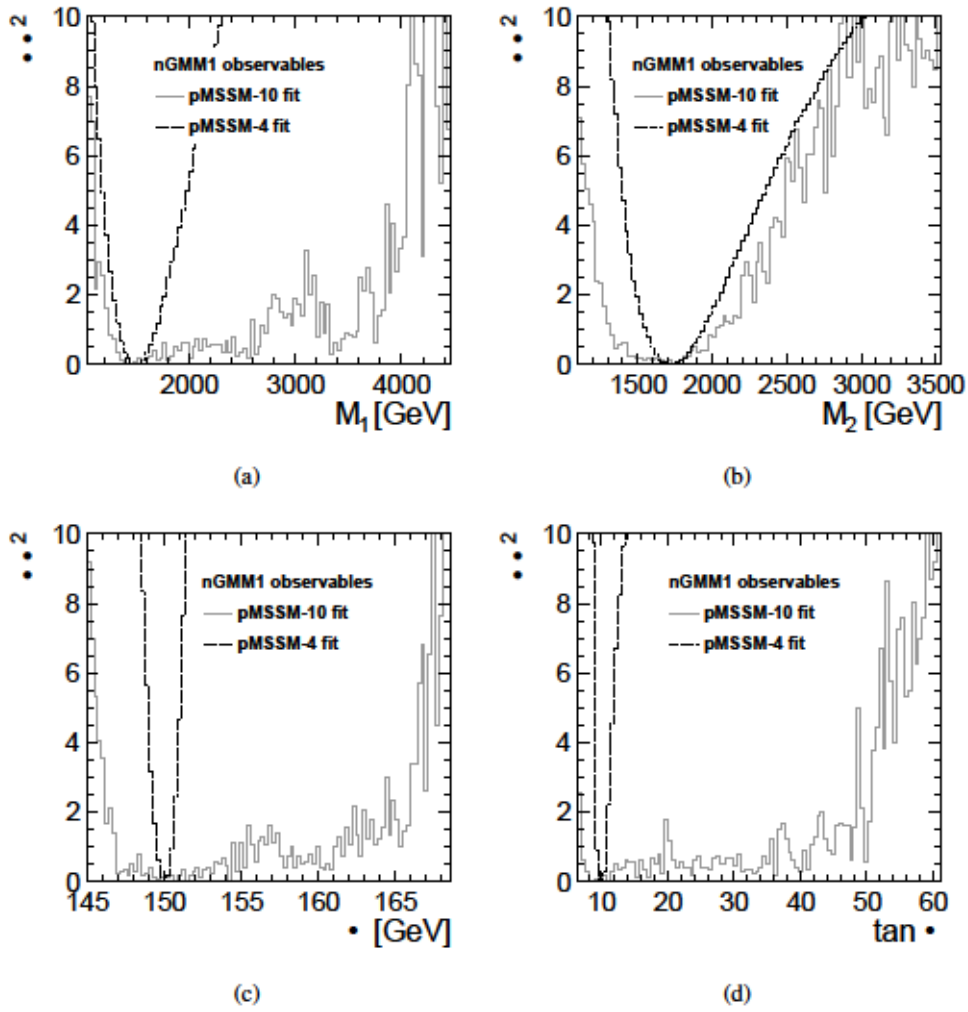 • • 2
10
8
6
4
2
0
nGMM1 observables
pMSSM-10 fit
pMSSM-4 fit
2000 3000 4000
M1 [GeV]
(a)
• • 2
10
8
6
4
2
0
nGMM1 observables
pMSSM-10 fit
pMSSM-4 fit
1500 2000 2500 3000 3500
M2 [GeV]
(b)
• • 2
10
8
6
4
2
0
nGMM1 observables
pMSSM-10 fit
pMSSM-4 fit
145 150 155 160 165
• [GeV]
(c)
• • 2
10
8
6
4
2
0
nGMM1 observables
pMSSM-10 fit
pMSSM-4 fit
10 20 30 40 50 60
tan •
(d)